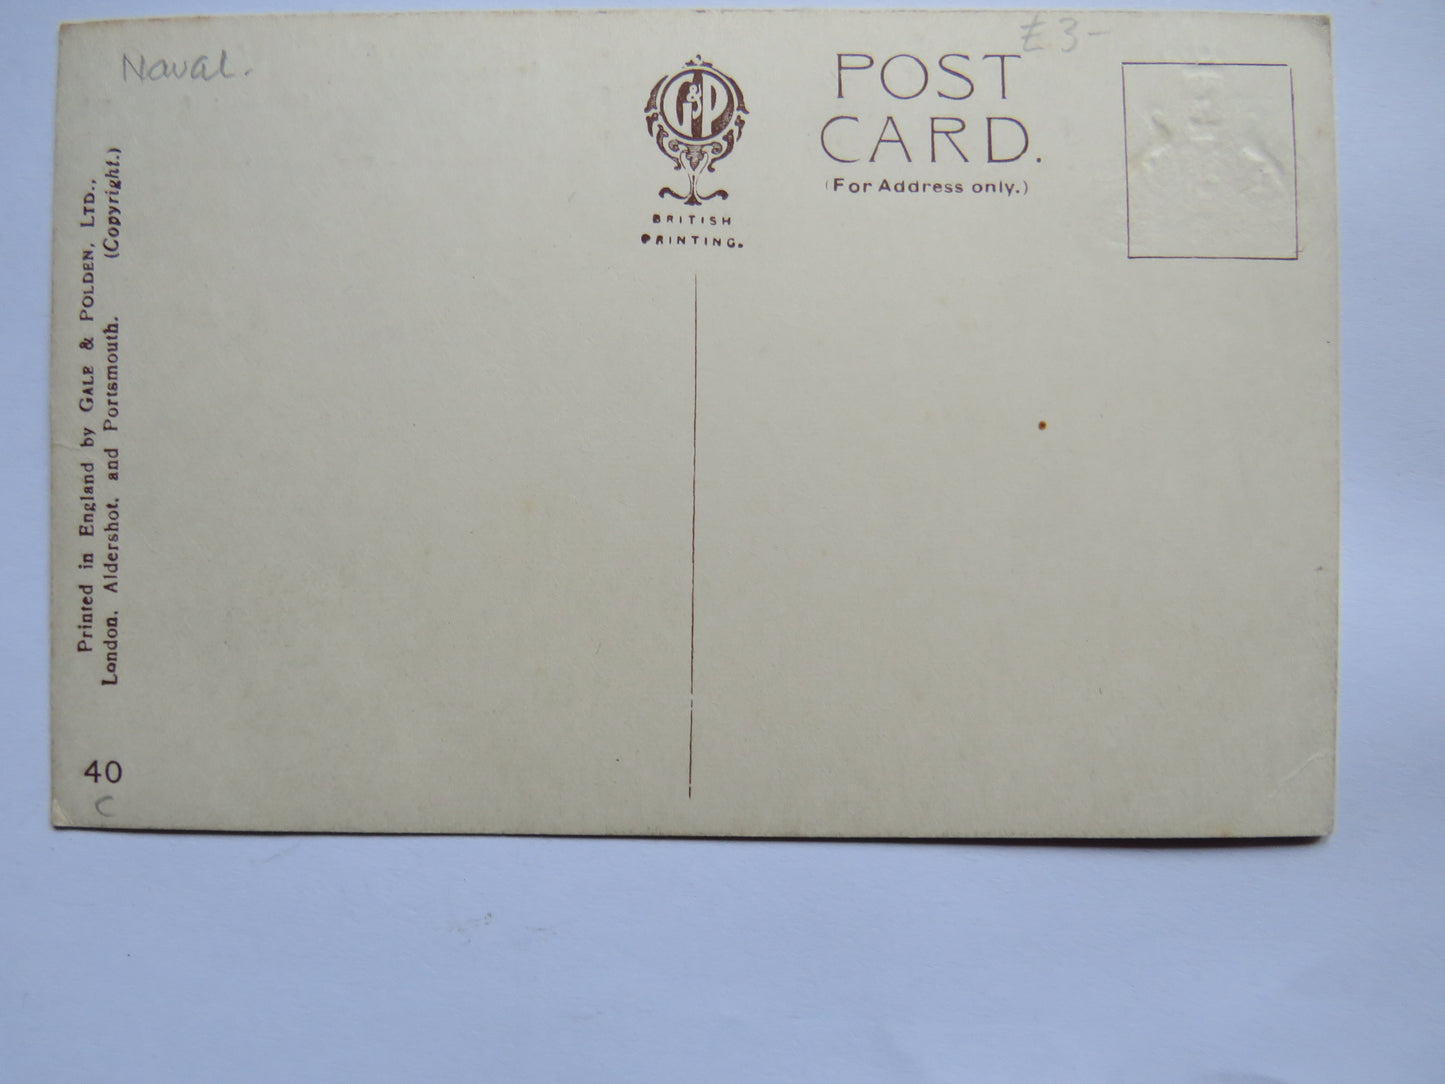 Naval.
£3-
G&P
BRITISH
PRINTING.
POST
CARD.
(For Address only.)
Printed in England by GALE & POLDEN, LTD.,
London, Aldershot, and Portsmouth. (Copyright.)
40
C